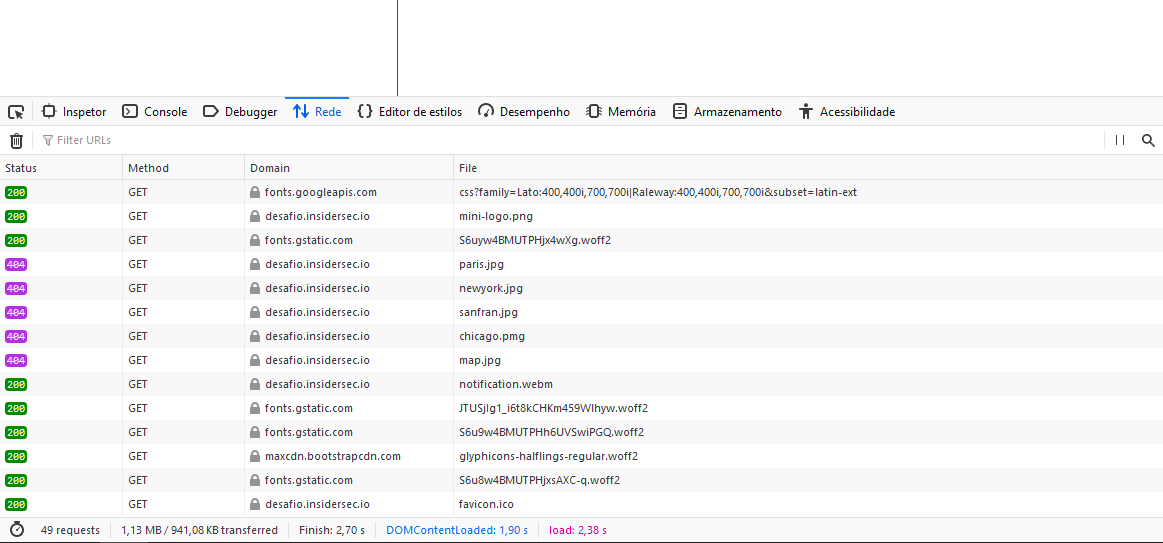 Inspetor Console Debugger Rede Editor de estilos Desempenho Memória Armazenamento Acessibilidade
Filter URLs
Status Method Domain File
200 GET fonts.googleapis.com css?family=Lato:400,400i,700,700i|Raleway:400,400i,700,700i&subset=latin-ext
200 GET desafio.insidersec.io mini-logo.png
200 GET fonts.gstatic.com S6uyw4BMUTPHjx4wXg.woff2
404 GET desafio.insidersec.io paris.jpg
404 GET desafio.insidersec.io newyork.jpg
404 GET desafio.insidersec.io sanfran.jpg
404 GET desafio.insidersec.io chicago.pmg
404 GET desafio.insidersec.io map.jpg
200 GET desafio.insidersec.io notification.webm
200 GET fonts.gstatic.com JTUSjIg1_i6t8kCHKm459Wlhyw.woff2
200 GET fonts.gstatic.com S6u9w4BMUTPHh6UVSwiPGQ.woff2
200 GET maxcdn.bootstrapcdn.com glyphicons-halflings-regular.woff2
200 GET fonts.gstatic.com S6u8w4BMUTPHjxsAXC-q.woff2
200 GET desafio.insidersec.io favicon.ico
49 requests 1,13 MB / 941,08 KB transferred Finish: 2,70 s DOMContentLoaded: 1,90 s load: 2,38 s